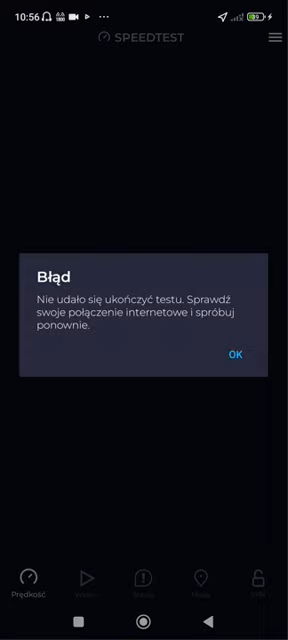 10:56
SPEEDTEST
Błąd
Nie udało się ukończyć testu. Sprawdź
swoje połączenie internetowe i spróbuj
ponownie.
OK
Prędkość